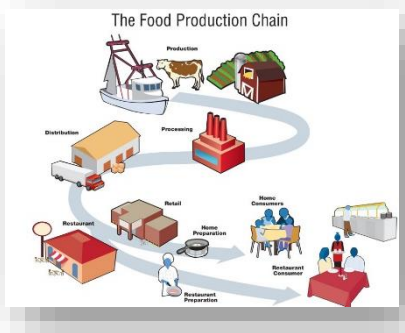 The Food Production Chain
Production
Processing
Distribution
Retail
Restaurant
Home
Preparation
Home
Consumers
Restaurant
Preparation
Restaurant
Consumer